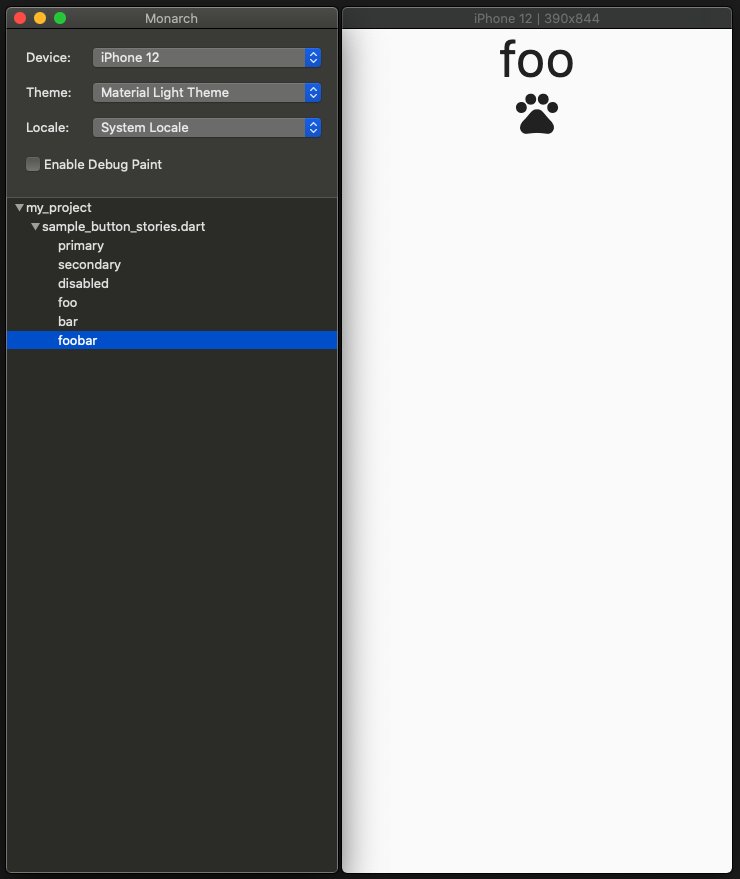 Monarch
Device: iPhone 12
Theme: Material Light Theme
Locale: System Locale
Enable Debug Paint
my_project
sample_button_stories.dart
primary
secondary
disabled
foo
bar
foobar
iPhone 12 | 390x844
foo